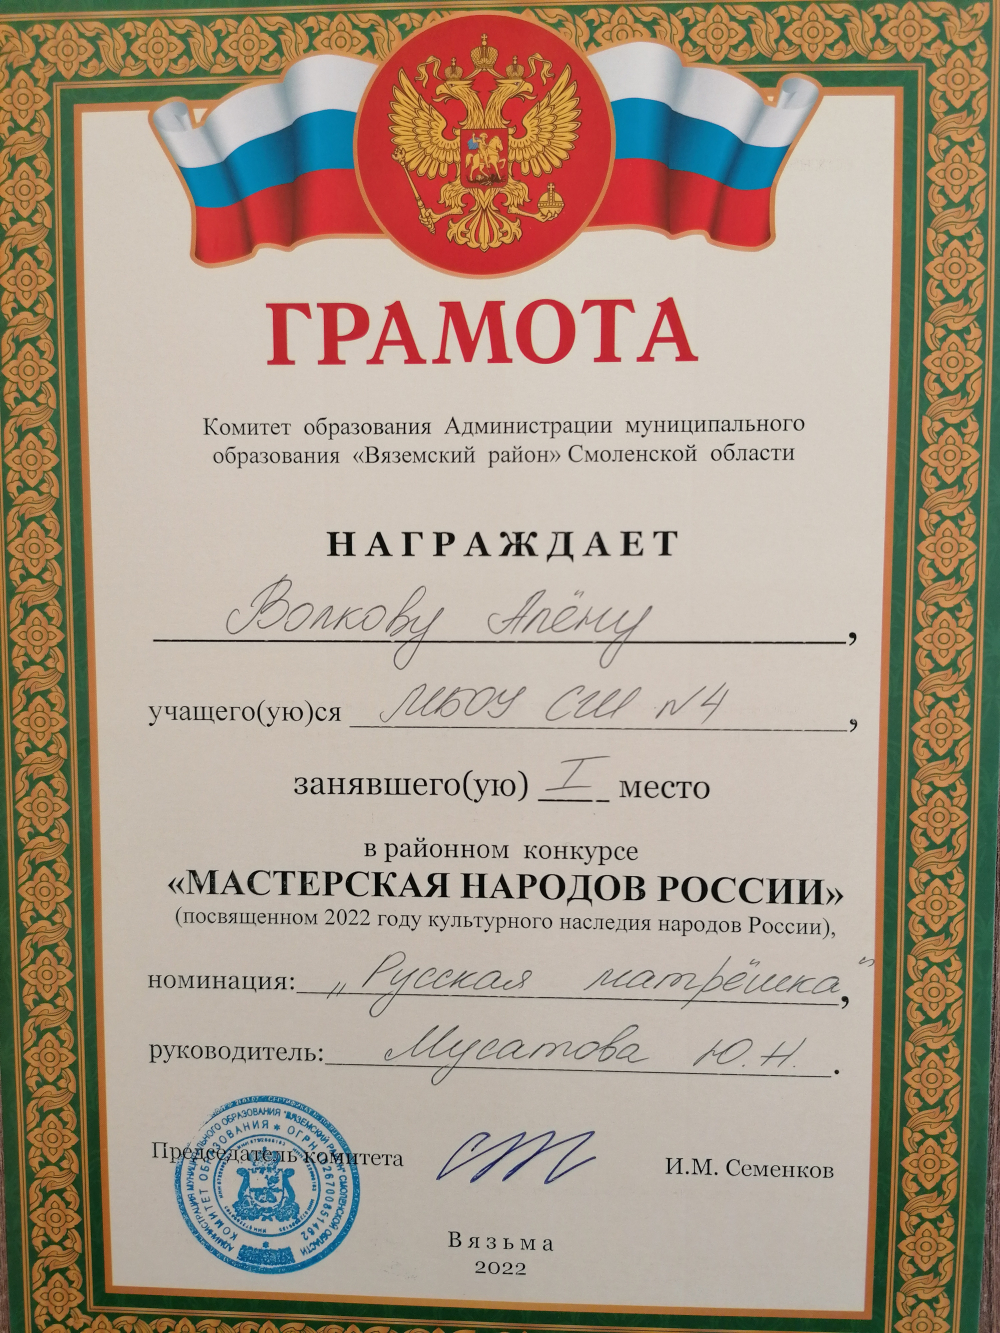 ГРАМОТА
Комитет образования Администрации муниципального
образования «Вяземский район» Смоленской области
НАГРАЖДАЕТ
Волкову Алёну,
учащего(ую)ся МБОУ СШ №4,
занявшего(ую) I место
в районном конкурсе
«МАСТЕРСКАЯ НАРОДОВ РОССИИ»
(посвященном 2022 году культурного наследия народов России),
номинация: „Русская матрёшка",
руководитель: Мусатова Ю.Н.
Председатель комитета И.М. Семенков
КОМИТЕТ ОБРАЗОВАНИЯ
Вязьма
2022